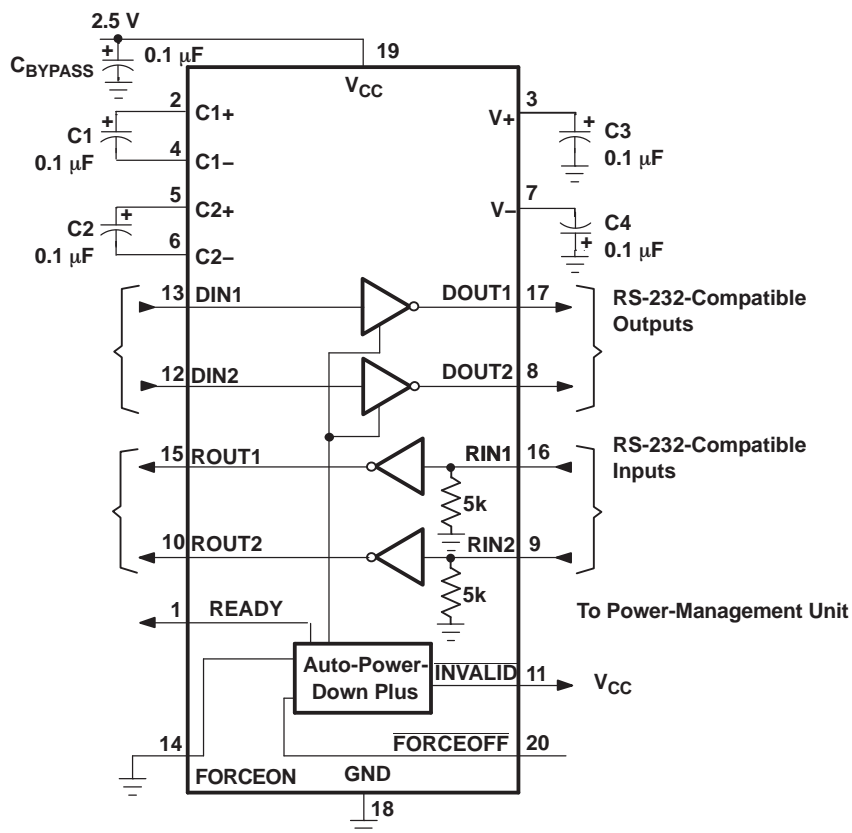 2.5 V
CBYPASS
+
0.1 μF
19
VCC
2
C1+
3
V+
+
C1
0.1 μF
4
C1–
+
C3
0.1 μF
5
C2+
7
V–
+
C2
0.1 μF
6
C2–
C4
+
0.1 μF
13
DIN1
DOUT1
17
RS-232-Compatible
Outputs
12
DIN2
DOUT2
8
15
ROUT1
RIN1
16
RS-232-Compatible
Inputs
5k
10
ROUT2
RIN2
9
5k
1
READY
To Power-Management Unit
Auto-Power-
Down Plus
INVALID
11
VCC
14
FORCEOFF
20
FORCEON
GND
18